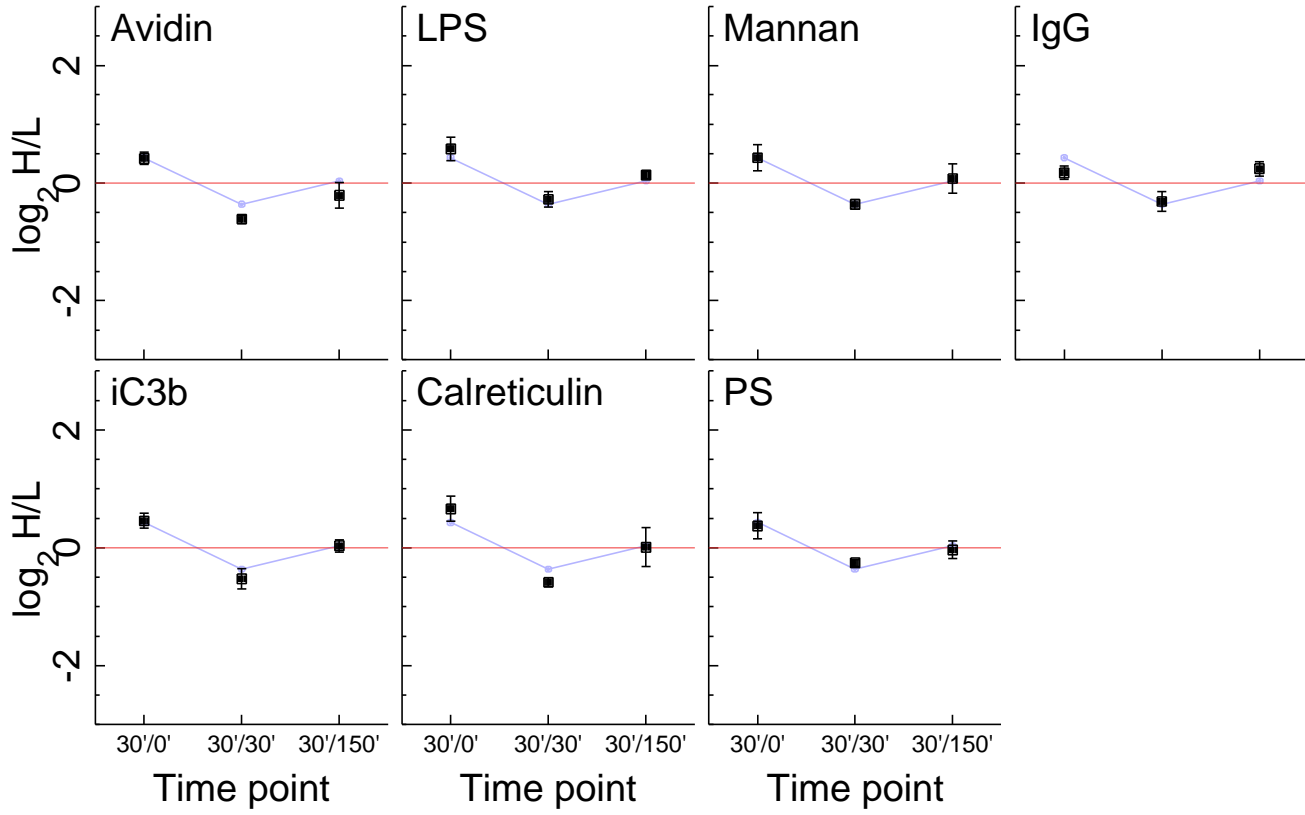 Avidin
LPS
Mannan
IgG
log2 H/L
2
0
-2
iC3b
Calreticulin
PS
log2 H/L
2
0
-2
30'/0' 30'/30' 30'/150'
30'/0' 30'/30' 30'/150'
30'/0' 30'/30' 30'/150'
Time point
Time point
Time point